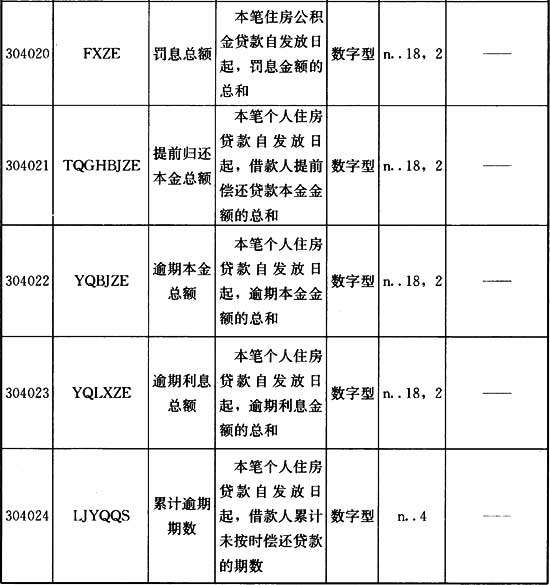 304020 FXZE 罚息总额 本笔住房公积金贷款自发放日起，罚息金额的总和 数字型 n..18，2 ——
304021 TQGHBJZE 提前归还本金总额 本笔个人住房贷款自发放日起，借款人提前偿还贷款本金金额的总和 数字型 n..18，2 ——
304022 YQBJZE 逾期本金总额 本笔个人住房贷款自发放日起，逾期本金金额的总和 数字型 n..18，2 ——
304023 YQLXZE 逾期利息总额 本笔个人住房贷款自发放日起，逾期利息金额的总和 数字型 n..18，2 ——
304024 LJYQQS 累计逾期期数 本笔个人住房贷款自发放日起，借款人累计未按时偿还贷款的期数 数字型 n..4 ——